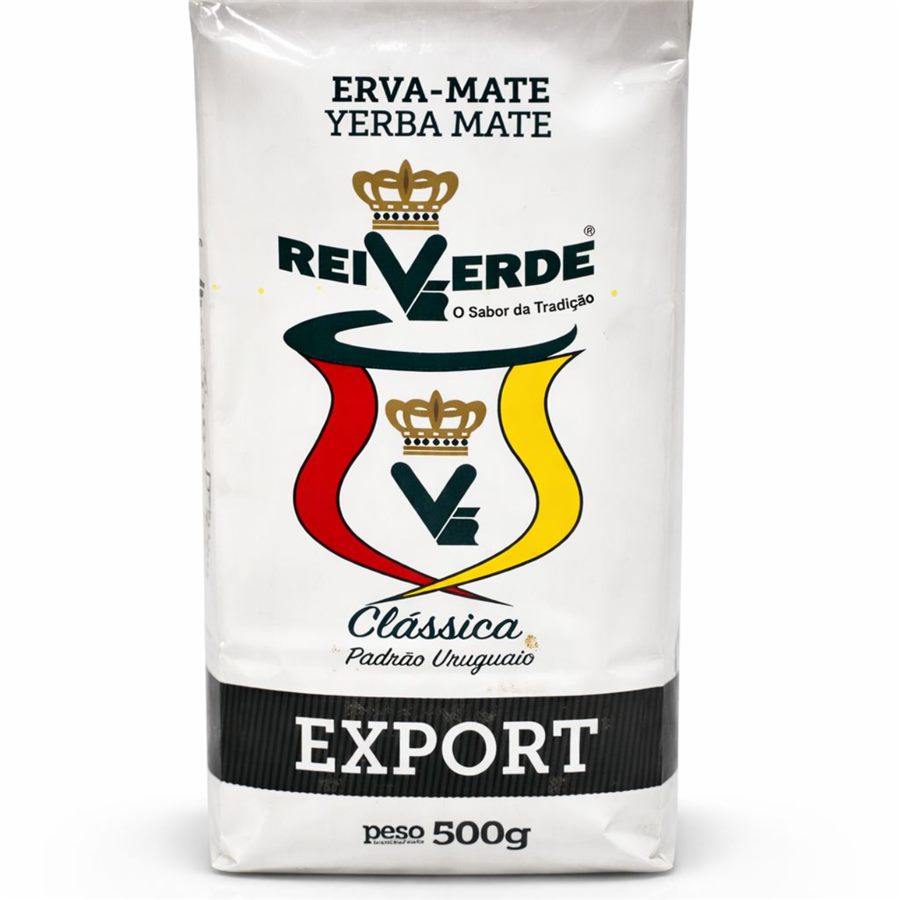 ERVA-MATE
YERBA MATE
REI VERDE®
O Sabor da Tradição
Clássica
Padrão Uruguaio
EXPORT
peso 500g